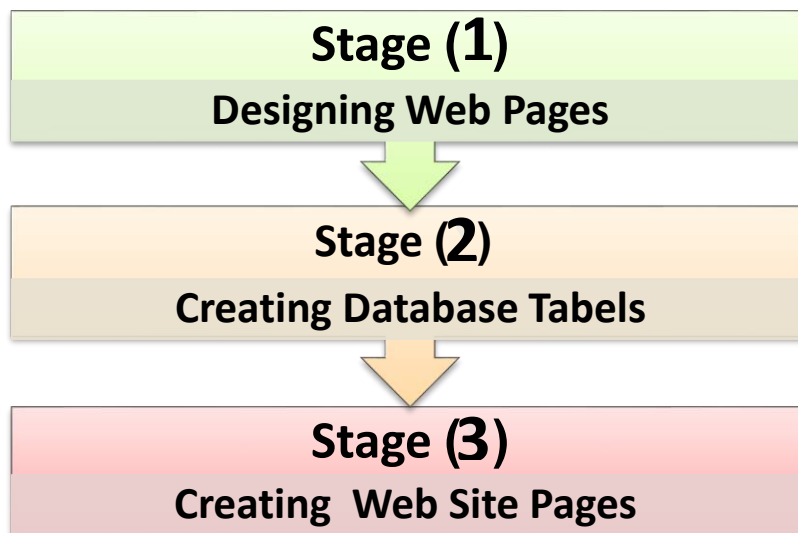 Stage (1)
Designing Web Pages
Stage (2)
Creating Database Tabels
Stage (3)
Creating  Web Site Pages